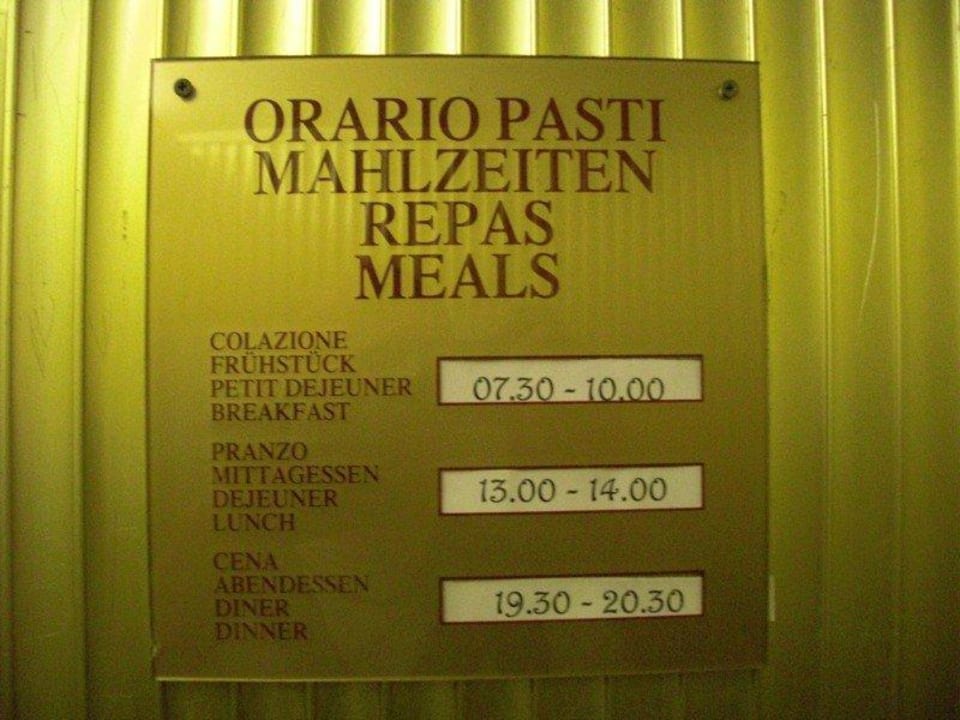 ORARIO PASTI
MAHLZEITEN
REPAS
MEALS
COLAZIONE
FRÜHSTÜCK
PETIT DEJEUNER
BREAKFAST
07.30 - 10.00
PRANZO
MITTAGESSEN
DEJEUNER
LUNCH
13.00 - 14.00
CENA
ABENDESSEN
DINER
DINNER
19.30 - 20.30